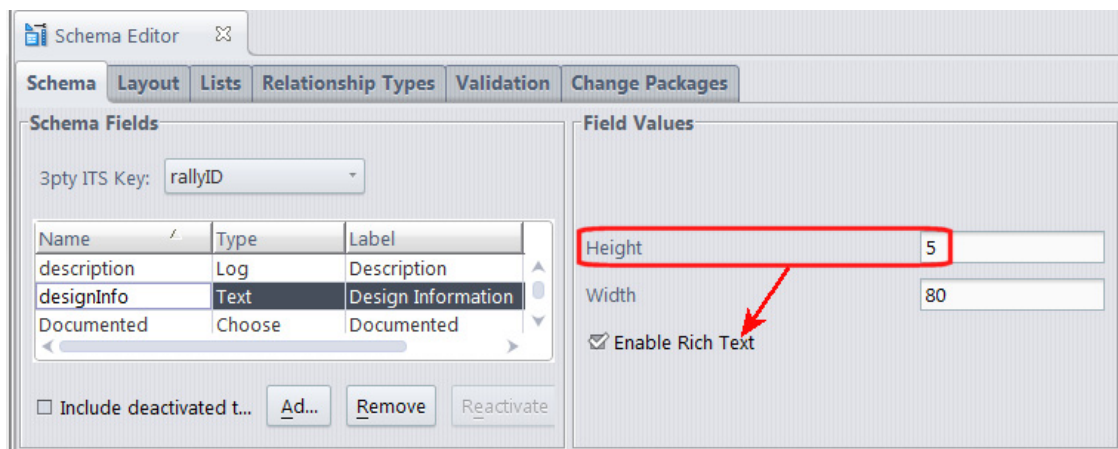 Schema Editor
Schema Layout Lists Relationship Types Validation Change Packages
Schema Fields
3pty ITS Key: rallyID
Name Type Label
description Log Description
designInfo Text Design Information
Documented Choose Documented
Include deactivated t... Ad... Remove Reactivate
Field Values
Height 5
Width 80
Enable Rich Text